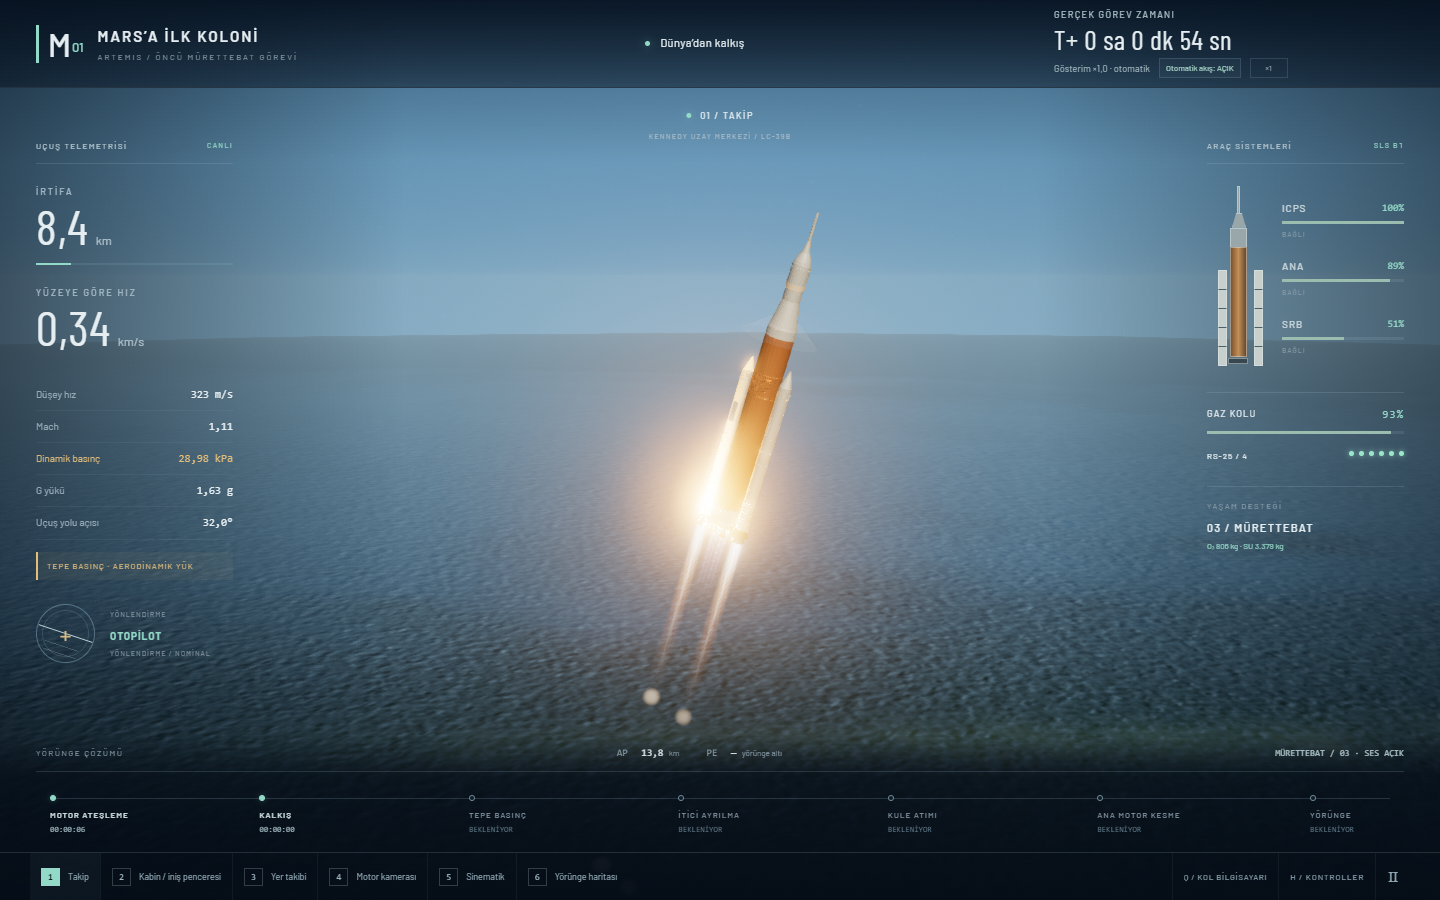 M01
MARS'A İLK KOLONİ
ARTEMIS / ÖNCÜ MÜRETTEBAT GÖREVİ
Dünya'dan kalkış
GERÇEK GÖREV ZAMANI
T+ 0 sa 0 dk 54 sn
Gösterim ×1,0 · otomatik
Otomatik akış: AÇIK
×1
01 / TAKİP
KENNEDY UZAY MERKEZİ / LC-39B
UÇUŞ TELEMETRİSİ
CANLI
İRTİFA
8,4 km
YÜZEYE GÖRE HIZ
0,34 km/s
Düşey hız 323 m/s
Mach 1,11
Dinamik basınç 28,98 kPa
G yükü 1,63 g
Uçuş yolu açısı 32,0°
TEPE BASINÇ · AERODİNAMİK YÜK
YÖNLENDİRME
OTOPİLOT
YÖNLENDİRME / NOMINAL
ARAÇ SİSTEMLERİ
SLS B1
ICPS 100%
BAĞLI
ANA 89%
BAĞLI
SRB 51%
BAĞLI
GAZ KOLU 93%
RS-25 / 4
YAŞAM DESTEĞİ
03 / MÜRETTEBAT
O₂ 806 kg · SU 3.379 kg
YÖRÜNGE ÇÖZÜMÜ
AP 13,8 km PE — yörünge altı
MÜRETTEBAT / 03 · SES AÇIK
MOTOR ATEŞLEME
00:00:06
KALKIŞ
00:00:00
TEPE BASINÇ
BEKLENİYOR
İTİCİ AYRILMA
BEKLENİYOR
KULE ATIMI
BEKLENİYOR
ANA MOTOR KESME
BEKLENİYOR
YÖRÜNGE
BEKLENİYOR
1 Takip
2 Kabin / iniş penceresi
3 Yer takibi
4 Motor kamerası
5 Sinematik
6 Yörünge haritası
Q / KOL BİLGİSAYARI
H / KONTROLLER